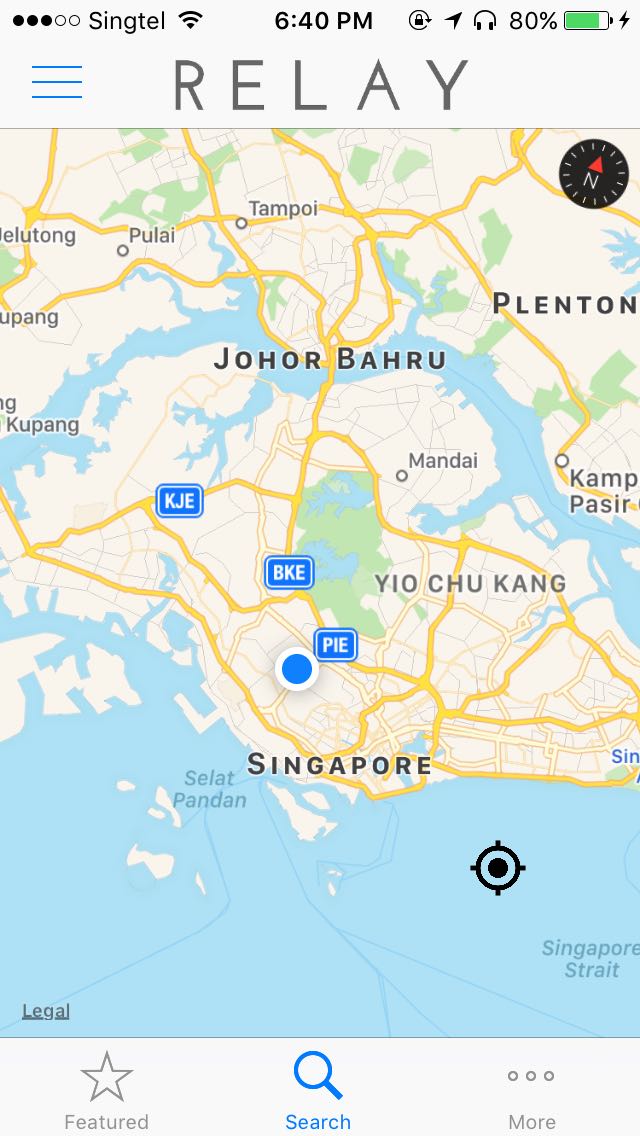 Singtel 6:40 PM 80%
RELAY
N
Tampoi
Jelutong
Pulai
PLENTON
upang
JOHOR BAHRU
ng
Kupang
Mandai
Kamp
Pasir
KJE
BKE
YIO CHU KANG
PIE
SINGAPORE
Sin
Selat
Pandan
Singapore
Strait
Legal
Featured Search More